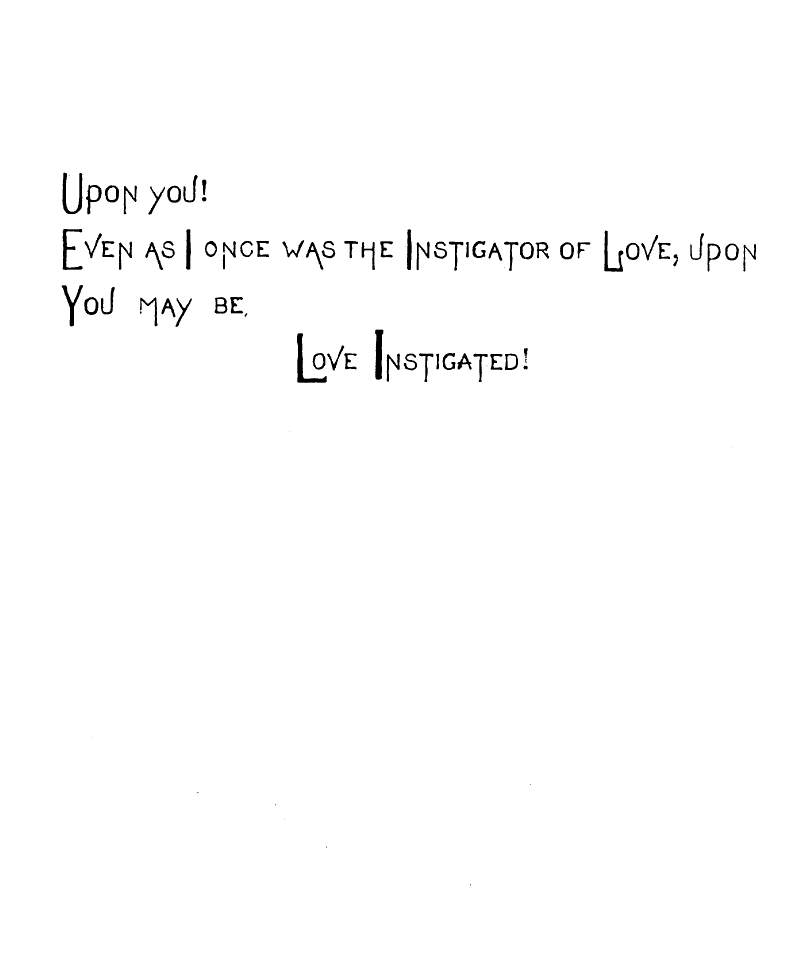 Upon you!
Even as I once was the Instigator of Love, upon
You may be,
Love Instigated!